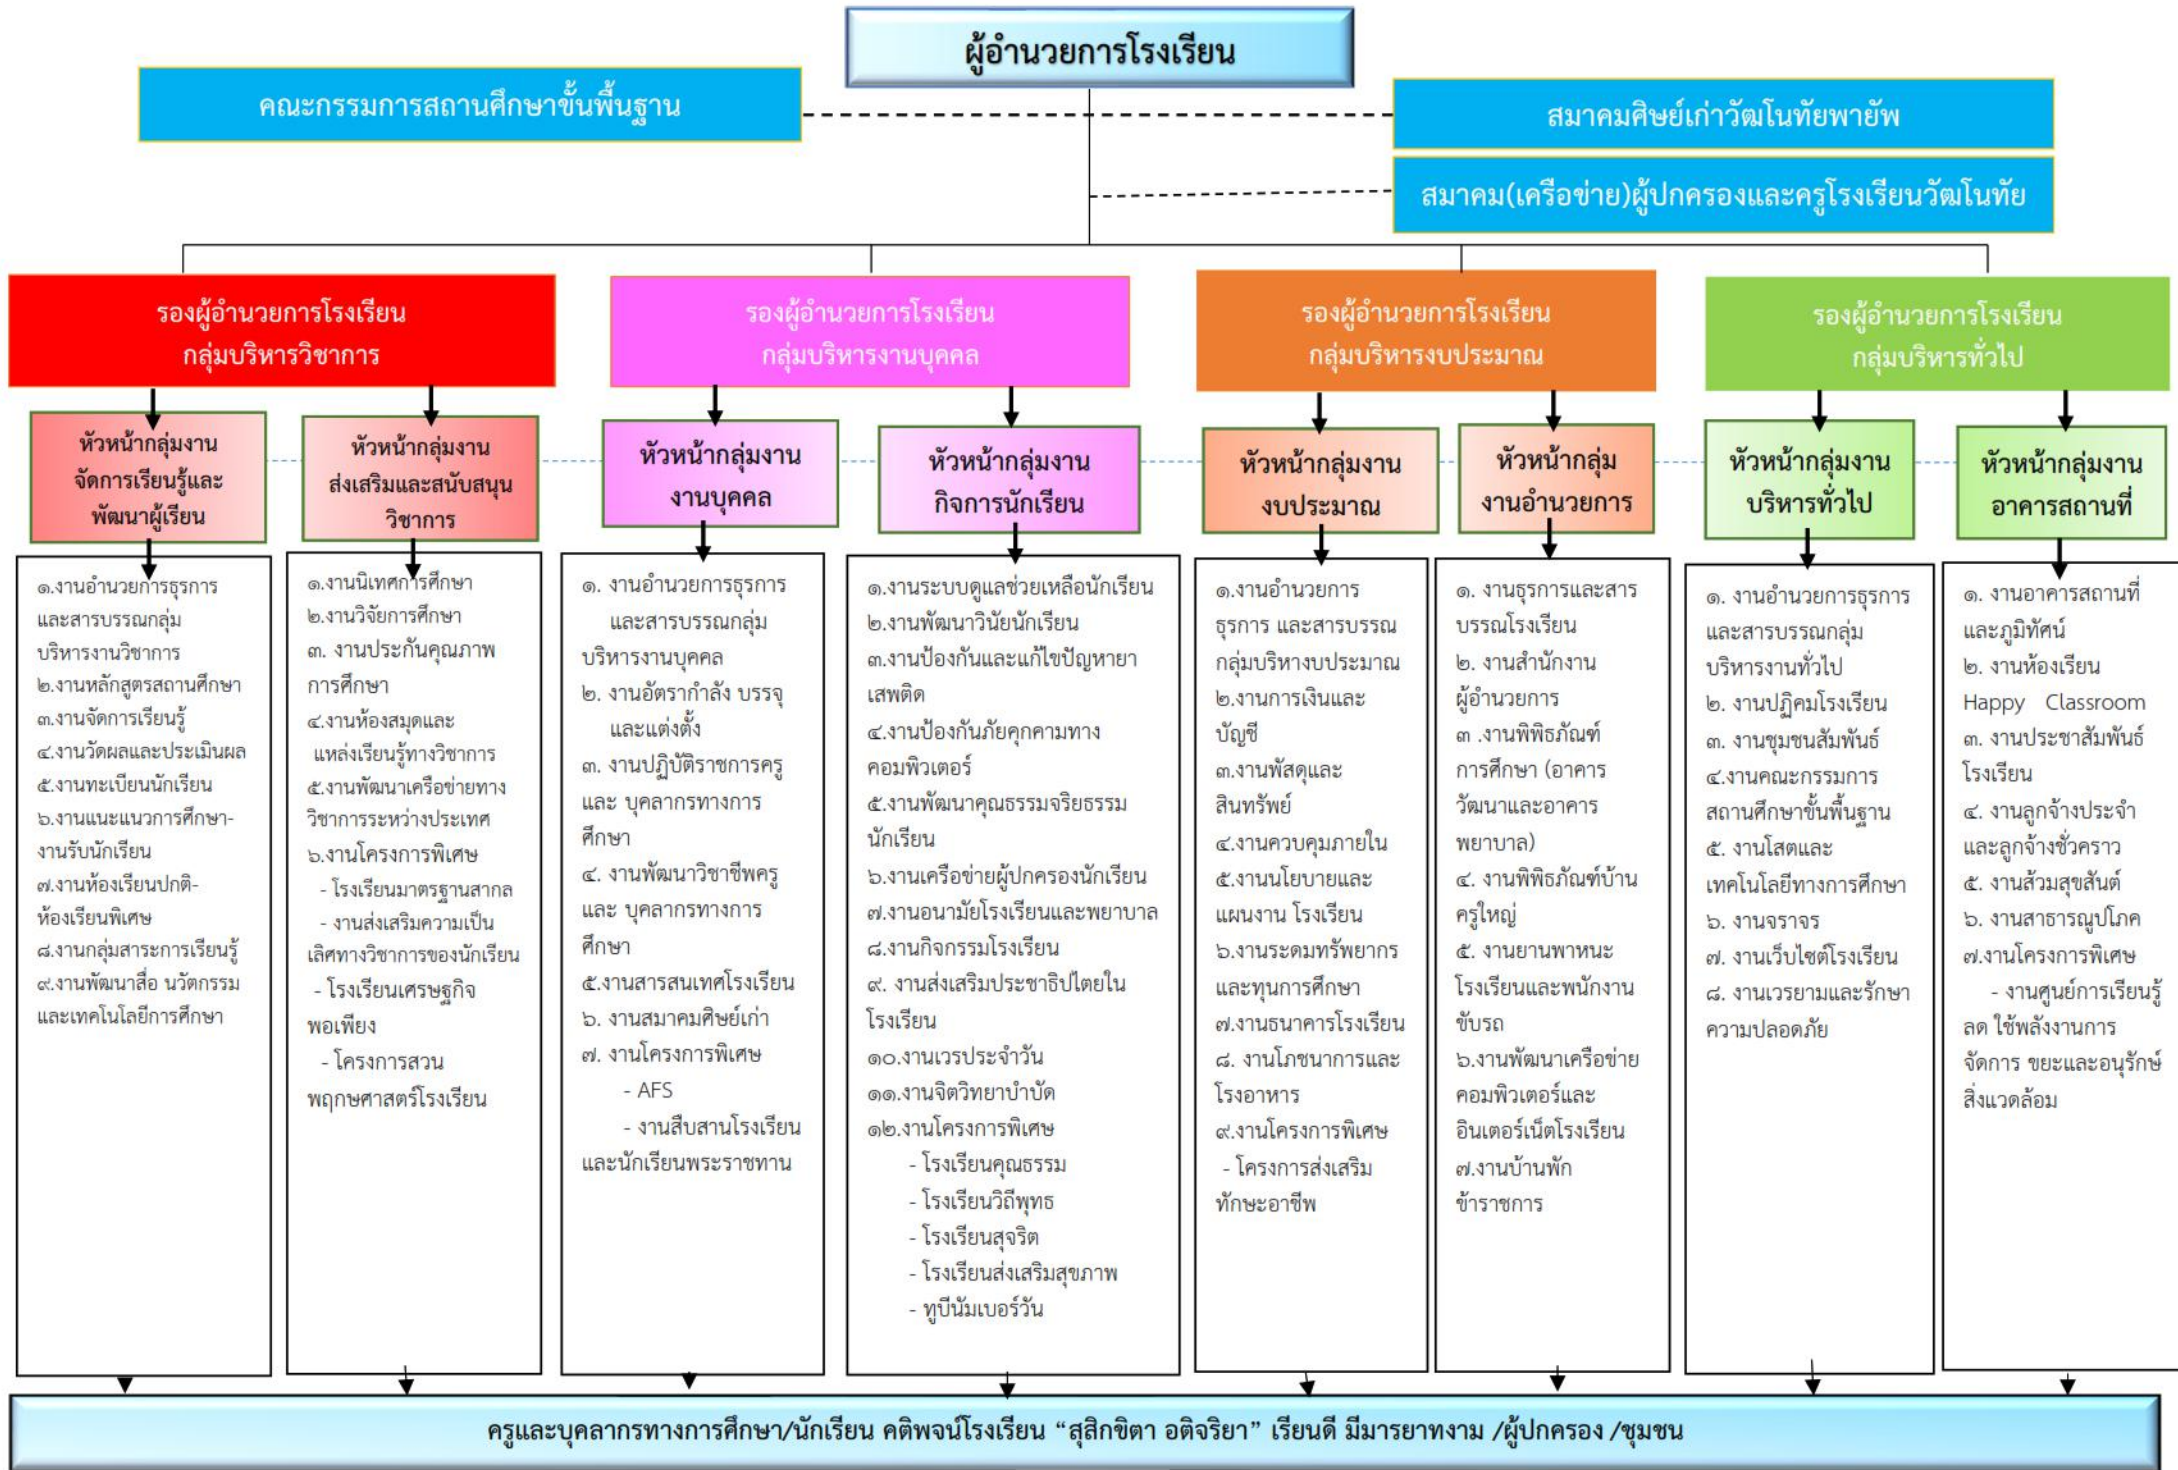 ผู้อำนวยการโรงเรียน
คณะกรรมการสถานศึกษาขั้นพื้นฐาน
สมาคมศิษย์เก่าวัฒโนทัยพายัพ
สมาคม(เครือข่าย)ผู้ปกครองและครูโรงเรียนวัฒโนทัย
รองผู้อำนวยการโรงเรียน
กลุ่มบริหารวิชาการ
รองผู้อำนวยการโรงเรียน
กลุ่มบริหารงานบุคคล
รองผู้อำนวยการโรงเรียน
กลุ่มบริหารงบประมาณ
รองผู้อำนวยการโรงเรียน
กลุ่มบริหารทั่วไป
หัวหน้ากลุ่มงาน
จัดการเรียนรู้และ
พัฒนาผู้เรียน
หัวหน้ากลุ่มงาน
ส่งเสริมและสนับสนุน
วิชาการ
หัวหน้ากลุ่มงาน
งานบุคคล
หัวหน้ากลุ่มงาน
กิจการนักเรียน
หัวหน้ากลุ่มงาน
งบประมาณ
หัวหน้ากลุ่ม
งานอำนวยการ
หัวหน้ากลุ่มงาน
บริหารทั่วไป
หัวหน้ากลุ่มงาน
อาคารสถานที่
๑.งานอำนวยการธุรการ
และสารบรรณกลุ่ม
บริหารงานวิชาการ
๒.งานหลักสูตรสถานศึกษา
๓.งานจัดการเรียนรู้
๔.งานวัดผลและประเมินผล
๕.งานทะเบียนนักเรียน
๖.งานแนะแนวการศึกษา-
งานรับนักเรียน
๗.งานห้องเรียนปกติ-
ห้องเรียนพิเศษ
๘.งานกลุ่มสาระการเรียนรู้
๙.งานพัฒนาสื่อ นวัตกรรม
และเทคโนโลยีการศึกษา
๑.งานนิเทศการศึกษา
๒.งานวิจัยการศึกษา
๓. งานประกันคุณภาพ
การศึกษา
๔.งานห้องสมุดและ
แหล่งเรียนรู้ทางวิชาการ
๕.งานพัฒนาเครือข่ายทาง
วิชาการระหว่างประเทศ
๖.งานโครงการพิเศษ
- โรงเรียนมาตรฐานสากล
- งานส่งเสริมความเป็น
เลิศทางวิชาการของนักเรียน
- โรงเรียนเศรษฐกิจ
พอเพียง
- โครงการสวน
พฤกษศาสตร์โรงเรียน
๑. งานอำนวยการธุรการ
และสารบรรณกลุ่ม
บริหารงานบุคคล
๒. งานอัตรากำลัง บรรจุ
และแต่งตั้ง
๓. งานปฏิบัติราชการครู
และ บุคลากรทางการ
ศึกษา
๔. งานพัฒนาวิชาชีพครู
และ บุคลากรทางการ
ศึกษา
๕.งานสารสนเทศโรงเรียน
๖. งานสมาคมศิษย์เก่า
๗. งานโครงการพิเศษ
- AFS
- งานสืบสานโรงเรียน
และนักเรียนพระราชทาน
๑.งานระบบดูแลช่วยเหลือนักเรียน
๒.งานพัฒนาวินัยนักเรียน
๓.งานป้องกันและแก้ไขปัญหายา
เสพติด
๔.งานป้องกันภัยคุกคามทาง
คอมพิวเตอร์
๕.งานพัฒนาคุณธรรมจริยธรรม
นักเรียน
๖.งานเครือข่ายผู้ปกครองนักเรียน
๗.งานอนามัยโรงเรียนและพยาบาล
๘.งานกิจกรรมโรงเรียน
๙. งานส่งเสริมประชาธิปไตยใน
โรงเรียน
๑๐.งานเวรประจำวัน
๑๑.งานจิตวิทยาบำบัด
๑๒.งานโครงการพิเศษ
- โรงเรียนคุณธรรม
- โรงเรียนวิถีพุทธ
- โรงเรียนสุจริต
- โรงเรียนส่งเสริมสุขภาพ
- ทูบีนัมเบอร์วัน
๑.งานอำนวยการ
ธุรการ และสารบรรณ
กลุ่มบริหางบประมาณ
๒.งานการเงินและ
บัญชี
๓.งานพัสดุและ
สินทรัพย์
๔.งานควบคุมภายใน
๕.งานนโยบายและ
แผนงาน โรงเรียน
๖.งานระดมทรัพยากร
และทุนการศึกษา
๗.งานธนาคารโรงเรียน
๘. งานโภชนาการและ
โรงอาหาร
๙.งานโครงการพิเศษ
- โครงการส่งเสริม
ทักษะอาชีพ
๑. งานธุรการและสาร
บรรณโรงเรียน
๒. งานสำนักงาน
ผู้อำนวยการ
๓ .งานพิพิธภัณฑ์
การศึกษา (อาคาร
วัฒนาและอาคาร
พยาบาล)
๔. งานพิพิธภัณฑ์บ้าน
ครูใหญ่
๕. งานยานพาหนะ
โรงเรียนและพนักงาน
ขับรถ
๖.งานพัฒนาเครือข่าย
คอมพิวเตอร์และ
อินเตอร์เน็ตโรงเรียน
๗.งานบ้านพัก
ข้าราชการ
๑. งานอำนวยการธุรการ
และสารบรรณกลุ่ม
บริหารงานทั่วไป
๒. งานปฏิคมโรงเรียน
๓. งานชุมชนสัมพันธ์
๔.งานคณะกรรมการ
สถานศึกษาขั้นพื้นฐาน
๕. งานโสตและ
เทคโนโลยีทางการศึกษา
๖. งานจราจร
๗. งานเว็บไซต์โรงเรียน
๘. งานเวรยามและรักษา
ความปลอดภัย
๑. งานอาคารสถานที่
และภูมิทัศน์
๒. งานห้องเรียน
Happy Classroom
๓. งานประชาสัมพันธ์
โรงเรียน
๔. งานลูกจ้างประจำ
และลูกจ้างชั่วคราว
๕. งานส้วมสุขสันต์
๖. งานสาธารณูปโภค
๗.งานโครงการพิเศษ
- งานศูนย์การเรียนรู้
ลด ใช้พลังงานการ
จัดการ ขยะและอนุรักษ์
สิ่งแวดล้อม
ครูและบุคลากรทางการศึกษา/นักเรียน คติพจน์โรงเรียน “สุสิกขิตา อติจริยา” เรียนดี มีมารยาทงาม /ผู้ปกครอง /ชุมชน